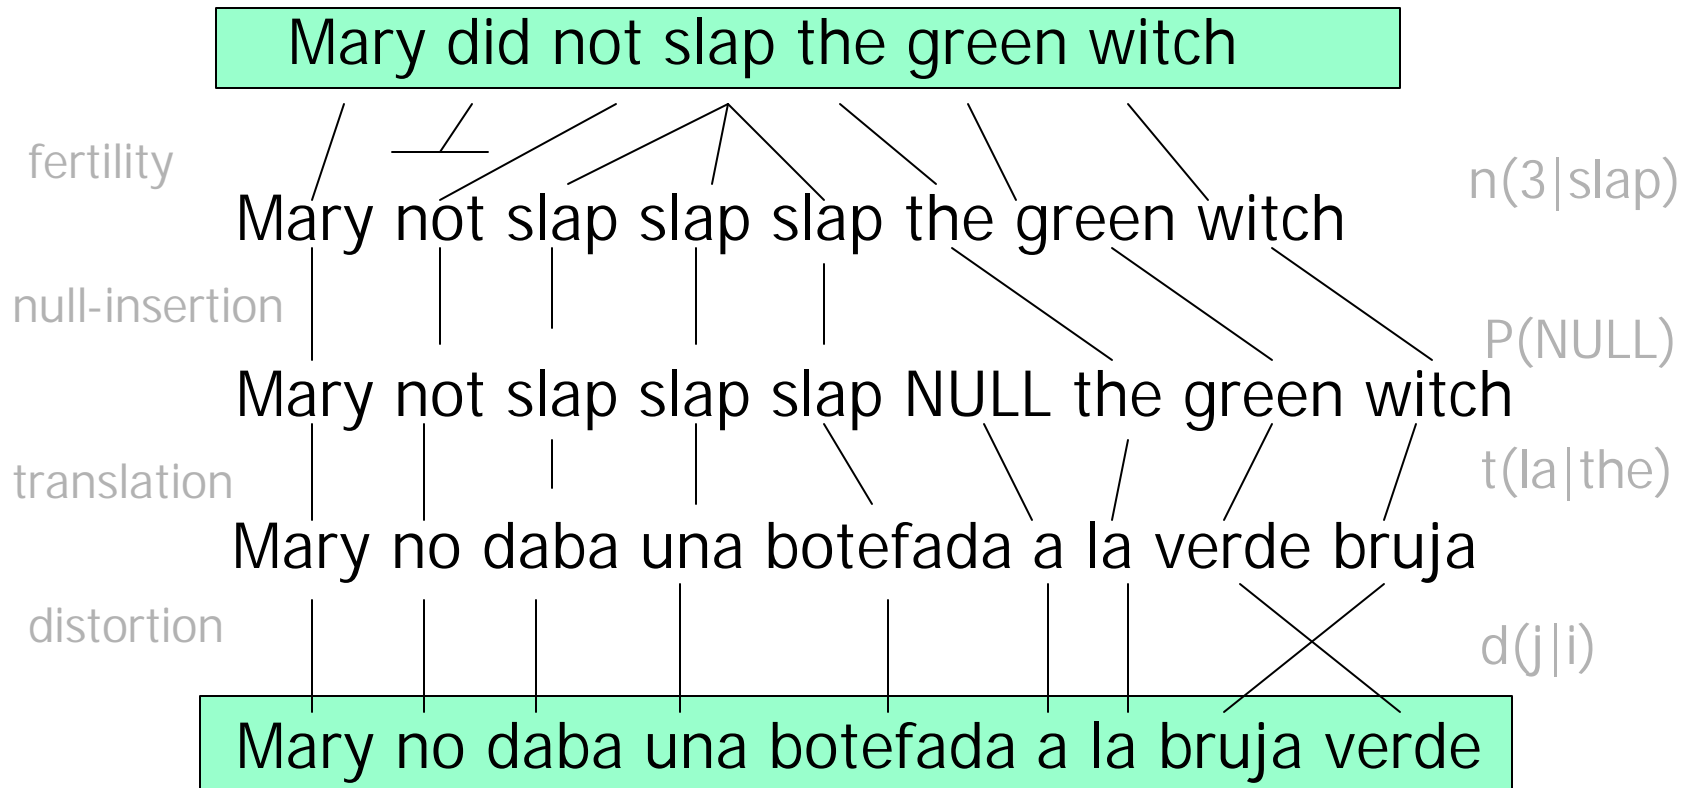 Mary did not slap the green witch
fertility
n(3|slap)
Mary not slap slap slap the green witch
null-insertion
P(NULL)
Mary not slap slap slap NULL the green witch
translation
t(la|the)
Mary no daba una botefada a la verde bruja
distortion
d(j|i)
Mary no daba una botefada a la bruja verde